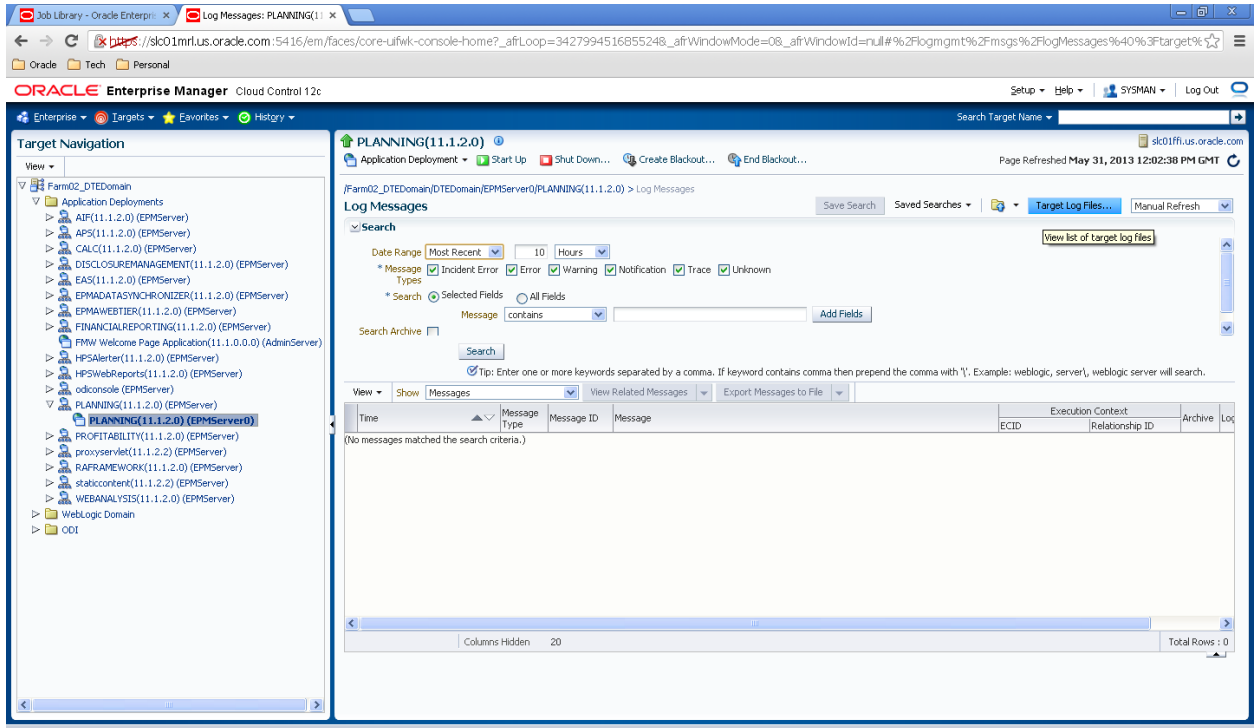 Job Library - Oracle Enterpri
Log Messages: PLANNING(1
https://slc01mrl.us.oracle.com:5416/em/faces/core-uifwk-console-home?_afrLoop=3427994516855248&_afrWindowMode=0&_afrWindowId=null#%2Flogmgmt%2Fmsgs%2FlogMessages%40%3Ftarget%
Oracle Tech Personal
ORACLE Enterprise Manager Cloud Control 12c
Setup Help SYSMAN Log Out
Enterprise Targets Favorites History
Search Target Name
Target Navigation
View
Farm02_DTEDomain
Application Deployments
AIF(11.1.2.0) (EPMServer)
APS(11.1.2.0) (EPMServer)
CALC(11.1.2.0) (EPMServer)
DISCLOSUREMANAGEMENT(11.1.2.0) (EPMServer)
EAS(11.1.2.0) (EPMServer)
EPMADATASYNCHRONIZER(11.1.2.0) (EPMServer)
EPMAWEBTIER(11.1.2.0) (EPMServer)
FINANCIALREPORTING(11.1.2.0) (EPMServer)
FMW Welcome Page Application(11.1.0.0.0) (AdminServer)
HPSAlerter(11.1.2.0) (EPMServer)
HPSWebReports(11.1.2.0) (EPMServer)
odiconsole (EPMServer)
PLANNING(11.1.2.0) (EPMServer)
PLANNING(11.1.2.0) (EPMServer0)
PROFITABILITY(11.1.2.0) (EPMServer)
proxyservlet(11.1.2.2) (EPMServer)
RAFRAMEWORK(11.1.2.0) (EPMServer)
staticcontent(11.1.2.2) (EPMServer)
WEBANALYSIS(11.1.2.0) (EPMServer)
WebLogic Domain
ODI
PLANNING(11.1.2.0)
slc01ffi.us.oracle.com
Application Deployment Start Up Shut Down... Create Blackout... End Blackout...
Page Refreshed May 31, 2013 12:02:38 PM GMT
/Farm02_DTEDomain/DTEDomain/EPMServer0/PLANNING(11.1.2.0) > Log Messages
Log Messages
Save Search Saved Searches Target Log Files... Manual Refresh
View list of target log files
Search
Date Range Most Recent 10 Hours
* Message Types Incident Error Error Warning Notification Trace Unknown
* Search Selected Fields All Fields
Message contains Add Fields
Search Archive
Search
Tip: Enter one or more keywords separated by a comma. If keyword contains comma then prepend the comma with '\'. Example: weblogic, server\, weblogic server will search.
View Show Messages View Related Messages Export Messages to File
Time Message Type Message ID Message Execution Context ECID Relationship ID Archive Log
(No messages matched the search criteria.)
Columns Hidden 20
Total Rows : 0